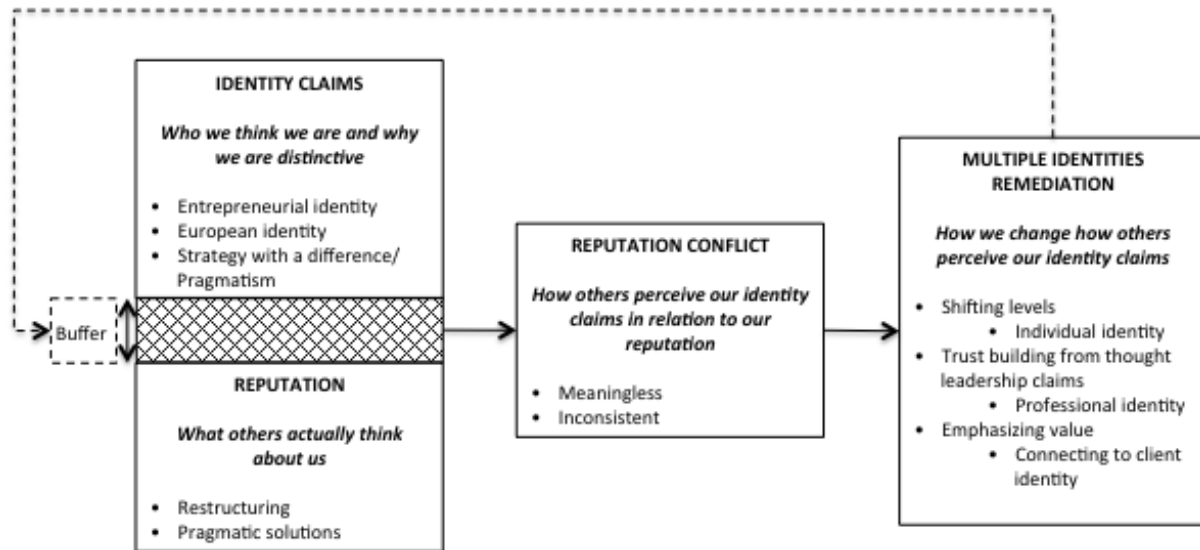 IDENTITY CLAIMS
Who we think we are and why
we are distinctive
• Entrepreneurial identity
• European identity
• Strategy with a difference/
Pragmatism
Buffer
REPUTATION
What others actually think
about us
• Restructuring
• Pragmatic solutions
REPUTATION CONFLICT
How others perceive our identity
claims in relation to our
reputation
• Meaningless
• Inconsistent
MULTIPLE IDENTITIES
REMEDIATION
How we change how others
perceive our identity claims
• Shifting levels
• Individual identity
• Trust building from thought
leadership claims
• Professional identity
• Emphasizing value
• Connecting to client
identity